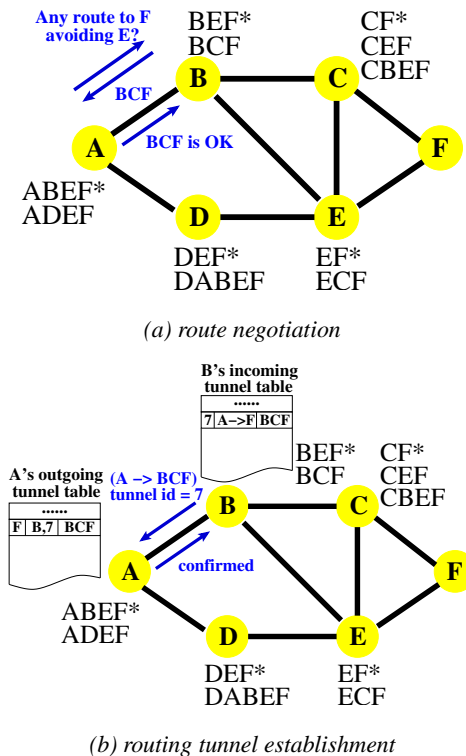 Any route to F
avoiding E?
BEF*
BCF
CF*
CEF
CBEF
BCF
B
C
BCF is OK
A
F
ABEF*
ADEF
D
E
DEF*
DABEF
EF*
ECF
(a) route negotiation
B's incoming
tunnel table
......
7 A->F BCF
BEF*
BCF
CF*
CEF
CBEF
A's outgoing
tunnel table
(A -> BCF)
tunnel id = 7
......
F B,7 BCF
B
C
confirmed
A
F
ABEF*
ADEF
D
E
DEF*
DABEF
EF*
ECF
(b) routing tunnel establishment